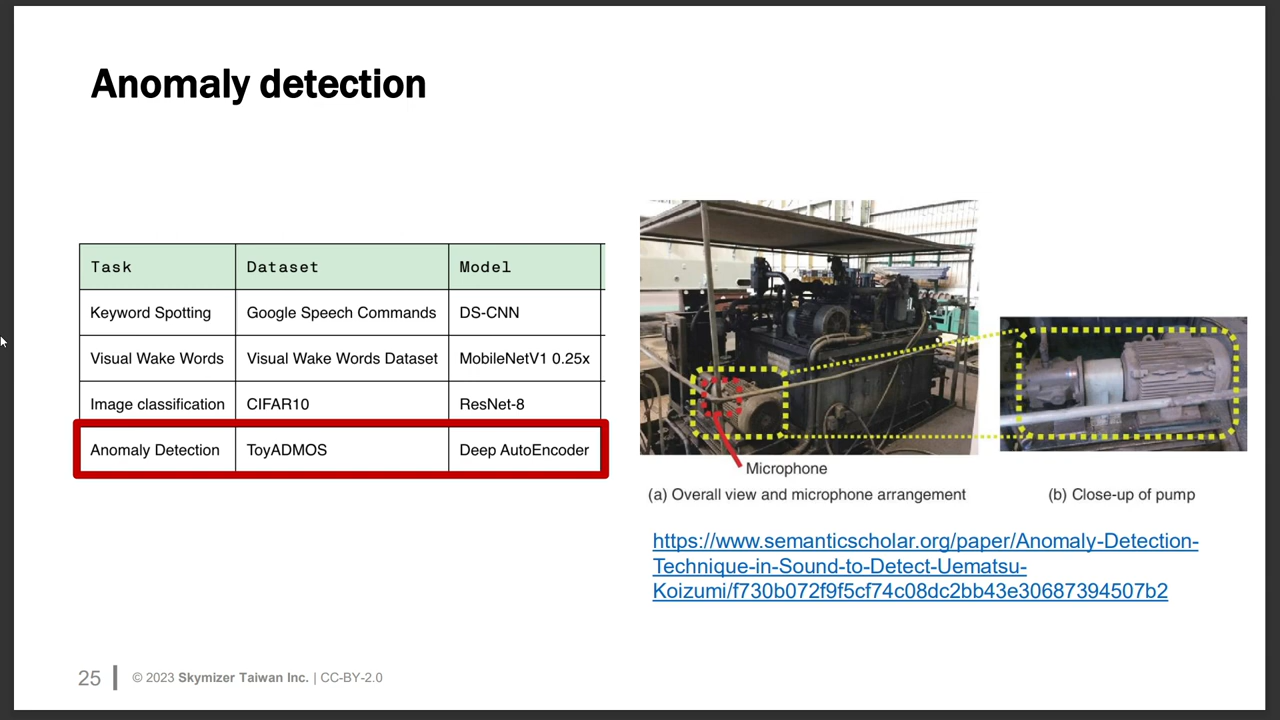 Anomaly detection
Task Dataset Model
Keyword Spotting Google Speech Commands DS-CNN
Visual Wake Words Visual Wake Words Dataset MobileNetV1 0.25x
Image classification CIFAR10 ResNet-8
Anomaly Detection ToyADMOS Deep AutoEncoder
Microphone
(a) Overall view and microphone arrangement
(b) Close-up of pump
https://www.semanticscholar.org/paper/Anomaly-Detection-
Technique-in-Sound-to-Detect-Uematsu-
Koizumi/f730b072f9f5cf74c08dc2bb43e30687394507b2
25 © 2023 Skymizer Taiwan Inc. | CC-BY-2.0